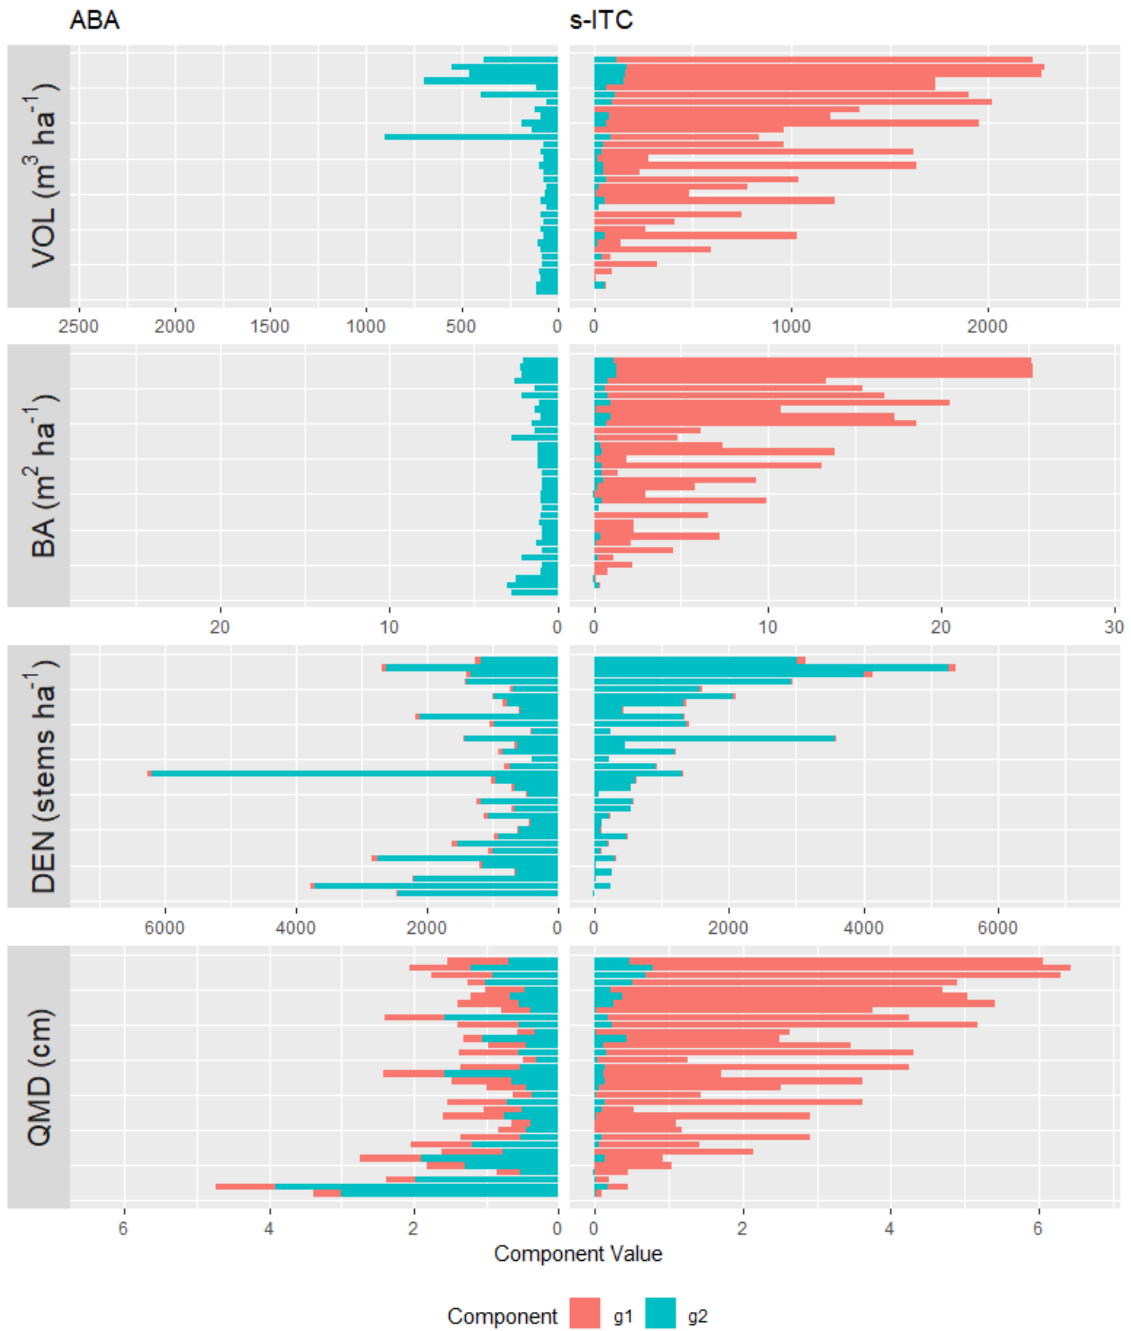 ABA s-ITC
VOL (m³ ha⁻¹)
2500 2000 1500 1000 500 0 0 1000 2000
BA (m² ha⁻¹)
20 10 0 0 10 20 30
DEN (stems ha⁻¹)
6000 4000 2000 0 0 2000 4000 6000
QMD (cm)
6 4 2 0 0 2 4 6
Component Value
Component g1 g2